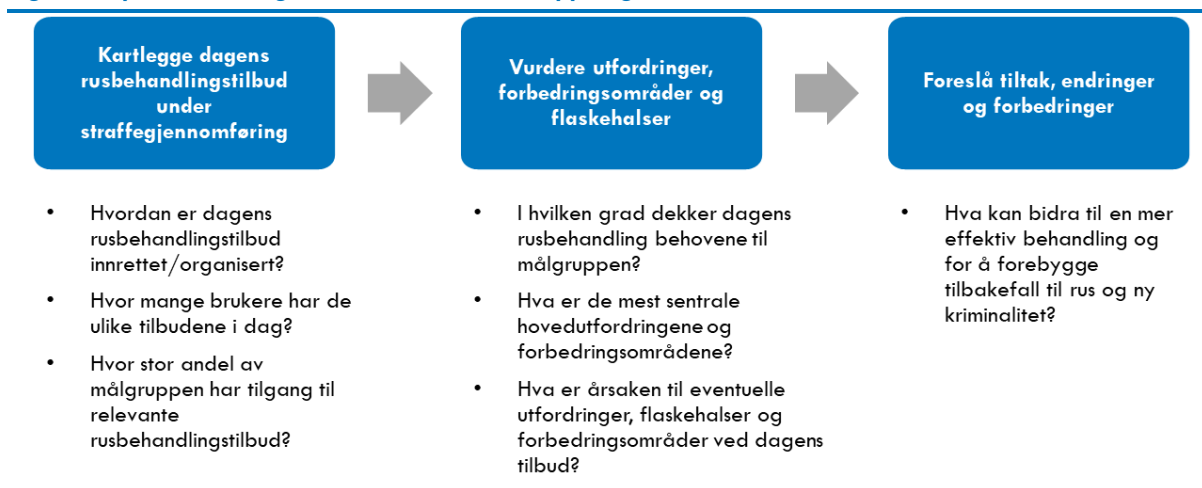 Kartlegge dagens
rusbehandlingstilbud
under
straffegjennomføring
• Hvordan er dagens
rusbehandlingstilbud
innrettet/organisert?
• Hvor mange brukere har de
ulike tilbudene i dag?
• Hvor stor andel av
målgruppen har tilgang til
relevante
rusbehandlingstilbud?
Vurdere utfordringer,
forbedringsområder og
flaskehalser
• I hvilken grad dekker dagens
rusbehandling behovene til
målgruppen?
• Hva er de mest sentrale
hovedutfordringene og
forbedringsområdene?
• Hva er årsaken til eventuelle
utfordringer, flaskehalser og
forbedringsområder ved dagens
tilbud?
Foreslå tiltak, endringer
og forbedringer
• Hva kan bidra til en mer
effektiv behandling og
for å forebygge
tilbakefall til rus og ny
kriminalitet?